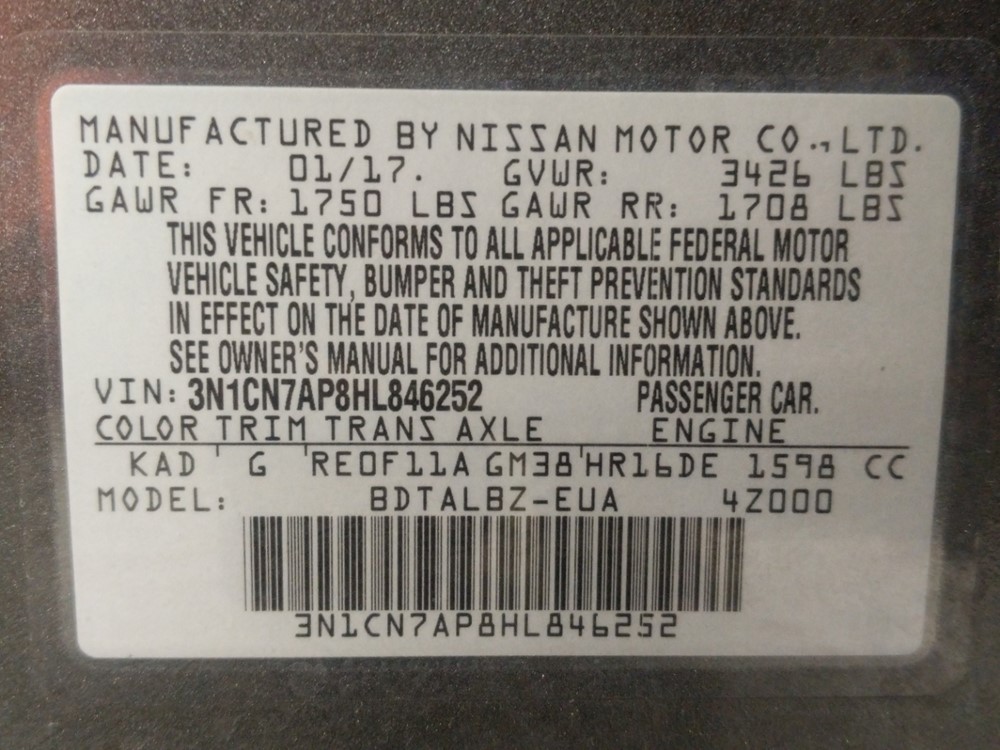 MANUFACTURED BY NISSAN MOTOR CO., LTD.
DATE: 01/17. GVWR: 3426 LBS
GAWR FR: 1750 LBS GAWR RR: 1708 LBS
THIS VEHICLE CONFORMS TO ALL APPLICABLE FEDERAL MOTOR
VEHICLE SAFETY, BUMPER AND THEFT PREVENTION STANDARDS
IN EFFECT ON THE DATE OF MANUFACTURE SHOWN ABOVE.
SEE OWNER'S MANUAL FOR ADDITIONAL INFORMATION.
VIN: 3N1CN7AP8HL846252 PASSENGER CAR.
COLOR TRIM TRANS AXLE ENGINE
KAD ' G 'RE0F11A GM38'HR16DE 1598 CC
MODEL: BDTALBZ-EUA 4Z000
3N1CN7AP8HL846252